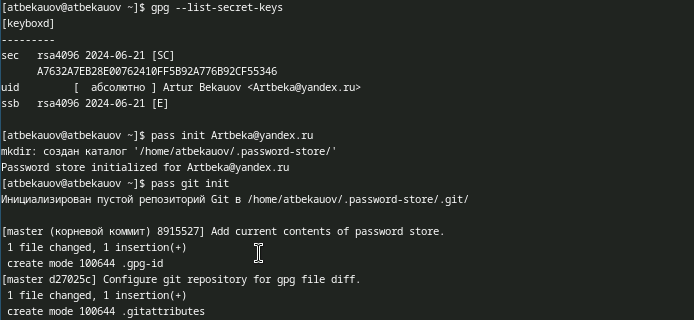 [atbekauov@atbekauov ~]$ gpg --list-secret-keys
[keyboxd]
---------
sec   rsa4096 2024-06-21 [SC]
      A7632A7EB28E00762410FF5B92A776B92CF55346
uid         [  абсолютно ] Artur Bekauov <Artbeka@yandex.ru>
ssb   rsa4096 2024-06-21 [E]

[atbekauov@atbekauov ~]$ pass init Artbeka@yandex.ru
mkdir: создан каталог '/home/atbekauov/.password-store/'
Password store initialized for Artbeka@yandex.ru
[atbekauov@atbekauov ~]$ pass git init
Инициализирован пустой репозиторий Git в /home/atbekauov/.password-store/.git/

[master (корневой коммит) 8915527] Add current contents of password store.
 1 file changed, 1 insertion(+)
 create mode 100644 .gpg-id
[master d27025c] Configure git repository for gpg file diff.
 1 file changed, 1 insertion(+)
 create mode 100644 .gitattributes